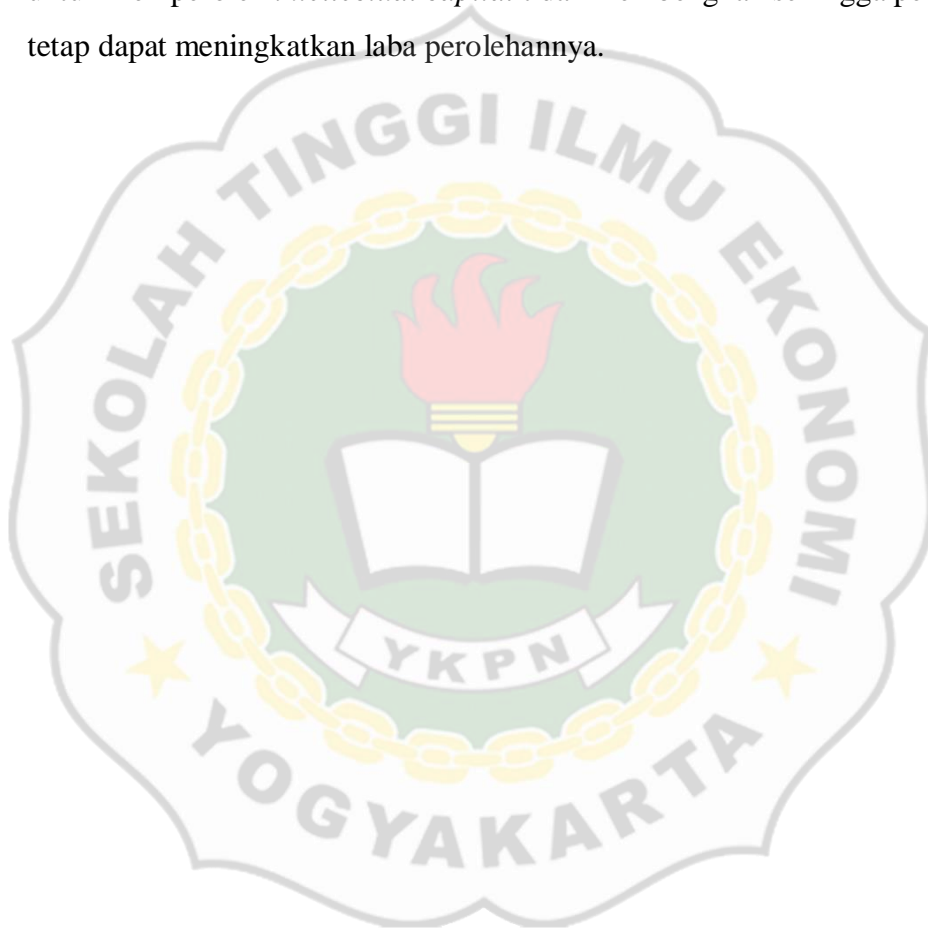 tetap dapat meningkatkan laba perolehannya.
SEKOLAH TINGGI ILMU EKONOMI
YKPN
YOGYAKARTA